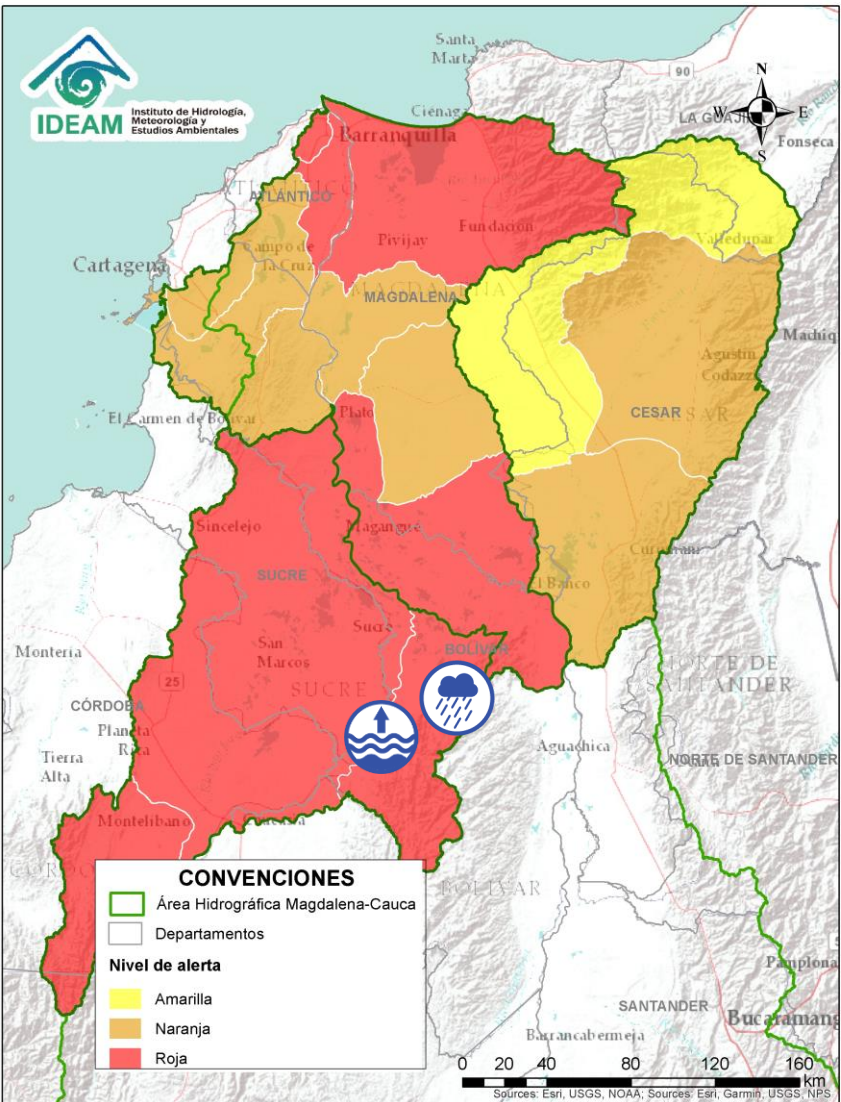 IDEAM
Instituto de Hidrología,
Meteorología y
Estudios Ambientales
Santa
Marta
90
N
W
E
S
LA GUAJIRA
Ciénaga
Barranquilla
Fonseca
ATLÁNTICO
Campo de
la Cruz
Pivijay
Fundación
Valledupar
Cartagena
MAGDALENA
MAGDALENA
Machiq
Agustín
Codazzi
El Carmen de Bolívar
Plato
CESAR
CESAR
Sincelejo
Magangué
SUCRE
Curumaní
El Banco
Sucre
Montería
San
Marcos
BOLÍVAR
NORTE DE
SANTANDER
25
SUCRE
CÓRDOBA
Planeta
Rica
Tierra
Alta
Aguachica
NORTE DE SANTANDER
Montelíbano
Caucasia
BOLÍVAR
CONVENCIONES
Área Hidrográfica Magdalena-Cauca
Departamentos
Nivel de alerta
Amarilla
Naranja
Roja
Pamplona
SANTANDER
Bucaramang
Barrancabermeja
0 20 40 80 120 160
km
Sources: Esri, USGS, NOAA; Sources: Esri, Garmin, USGS, NPS